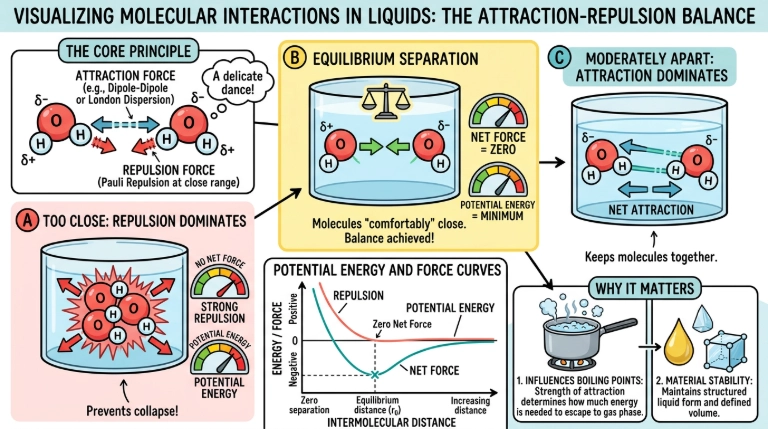 VISUALIZING MOLECULAR INTERACTIONS IN LIQUIDS: THE ATTRACTION-REPULSION BALANCE
THE CORE PRINCIPLE
ATTRACTION FORCE
(e.g., Dipole-Dipole
or London Dispersion)
A delicate
dance!
δ-
δ-
O
O
H
H
H
H
δ+
δ+
REPULSION FORCE
(Pauli Repulsion at close range)
A TOO CLOSE: REPULSION DOMINATES
H
O
O
H
O
H
NO NET FORCE
STRONG
REPULSION
POTENTIAL ENERGY
POTENTIAL
ENERGY
Prevents collapse!
B EQUILIBRIUM SEPARATION
δ+
δ-
H
O
O
H
NET FORCE
= ZERO
POTENTIAL ENERGY
= MINIMUM
Molecules "comfortably" close.
Balance achieved!
C MODERATELY APART:
ATTRACTION DOMINATES
δ-
δ-
O
O
H
H
H
H
NET ATTRACTION
Keeps molecules together.
POTENTIAL ENERGY AND FORCE CURVES
ENERGY / FORCE
Positive
0
Negative
REPULSION
POTENTIAL ENERGY
Zero Net Force
NET FORCE
Zero
separation
Equilibrium
distance (r₀)
Increasing
distance
INTERMOLECULAR DISTANCE
WHY IT MATTERS
1. INFLUENCES BOILING POINTS:
Strength of attraction
determines how much energy
is needed to escape to gas phase.
2. MATERIAL STABILITY:
Maintains structured
liquid form and defined
volume.